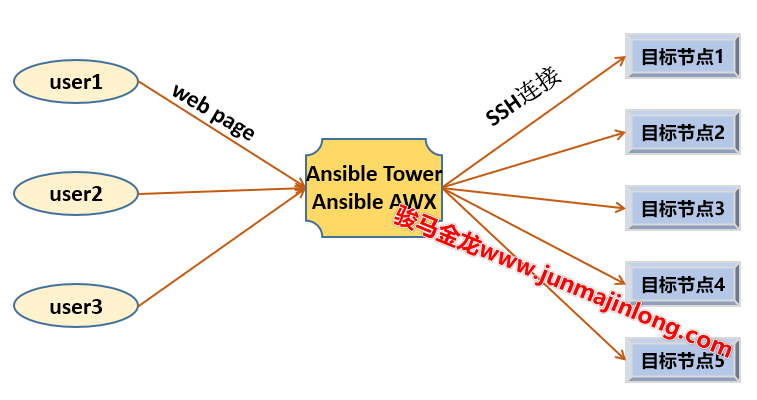 user1
user2
user3
web page
Ansible Tower
Ansible AWX
SSH连接
目标节点1
目标节点2
目标节点3
目标节点4
目标节点5
骏马金龙www.junmajinlong.com